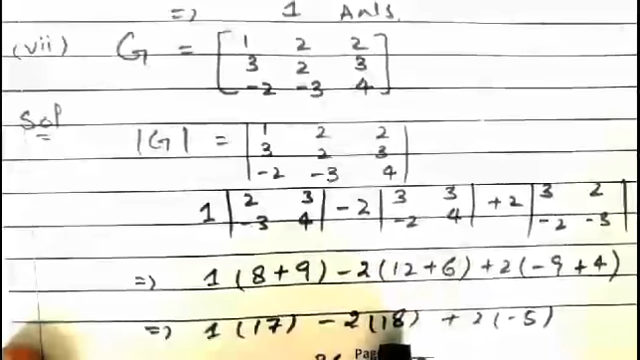 => 1 Ans.
(vii) G = [1 2 2
3 2 3
-2 -3 4]
Sol
|G| = |1 2 2
3 2 3
-2 -3 4|
1 |2 3 -3 4| - 2 |3 3 -2 4| + 2 |3 2 -2 -3|
=> 1 (8+9) - 2(12+6) + 2(-9+4)
=> 1 (17) - 2(18) + 2(-5)
Page